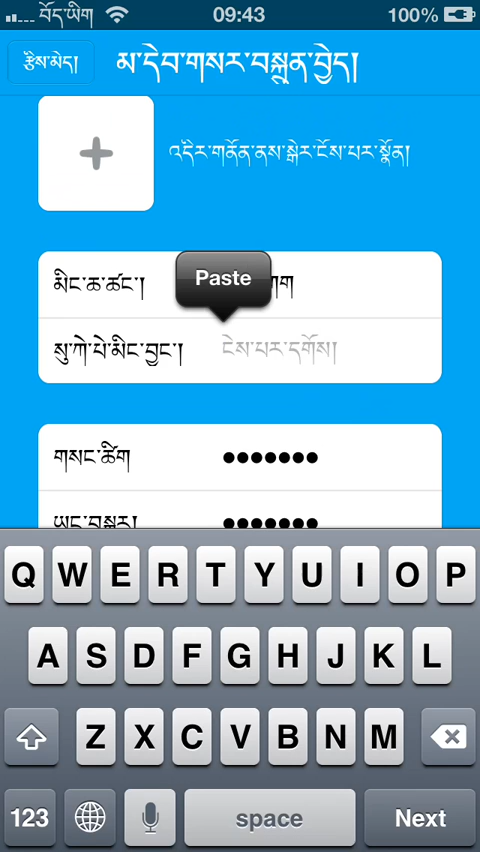 བོད་ཡིག 09:43 100%
རྩིས་མེད། མ་དེབ་གསར་བསྐྲུན་བྱེད།
འདིར་གནོན་ནས་སྒེར་ངོས་པར་སྣོན།
Paste
མིང་ཆ་ཚང་།
སུ་ཀེ་པེ་མིང་བྱང་། ངེས་པར་དགོས།
གསང་ཚིག •••••••
ཡང་བསྐྱར། •••••••
Q W E R T Y U I O P
A S D F G H J K L
Z X C V B N M
123 space Next